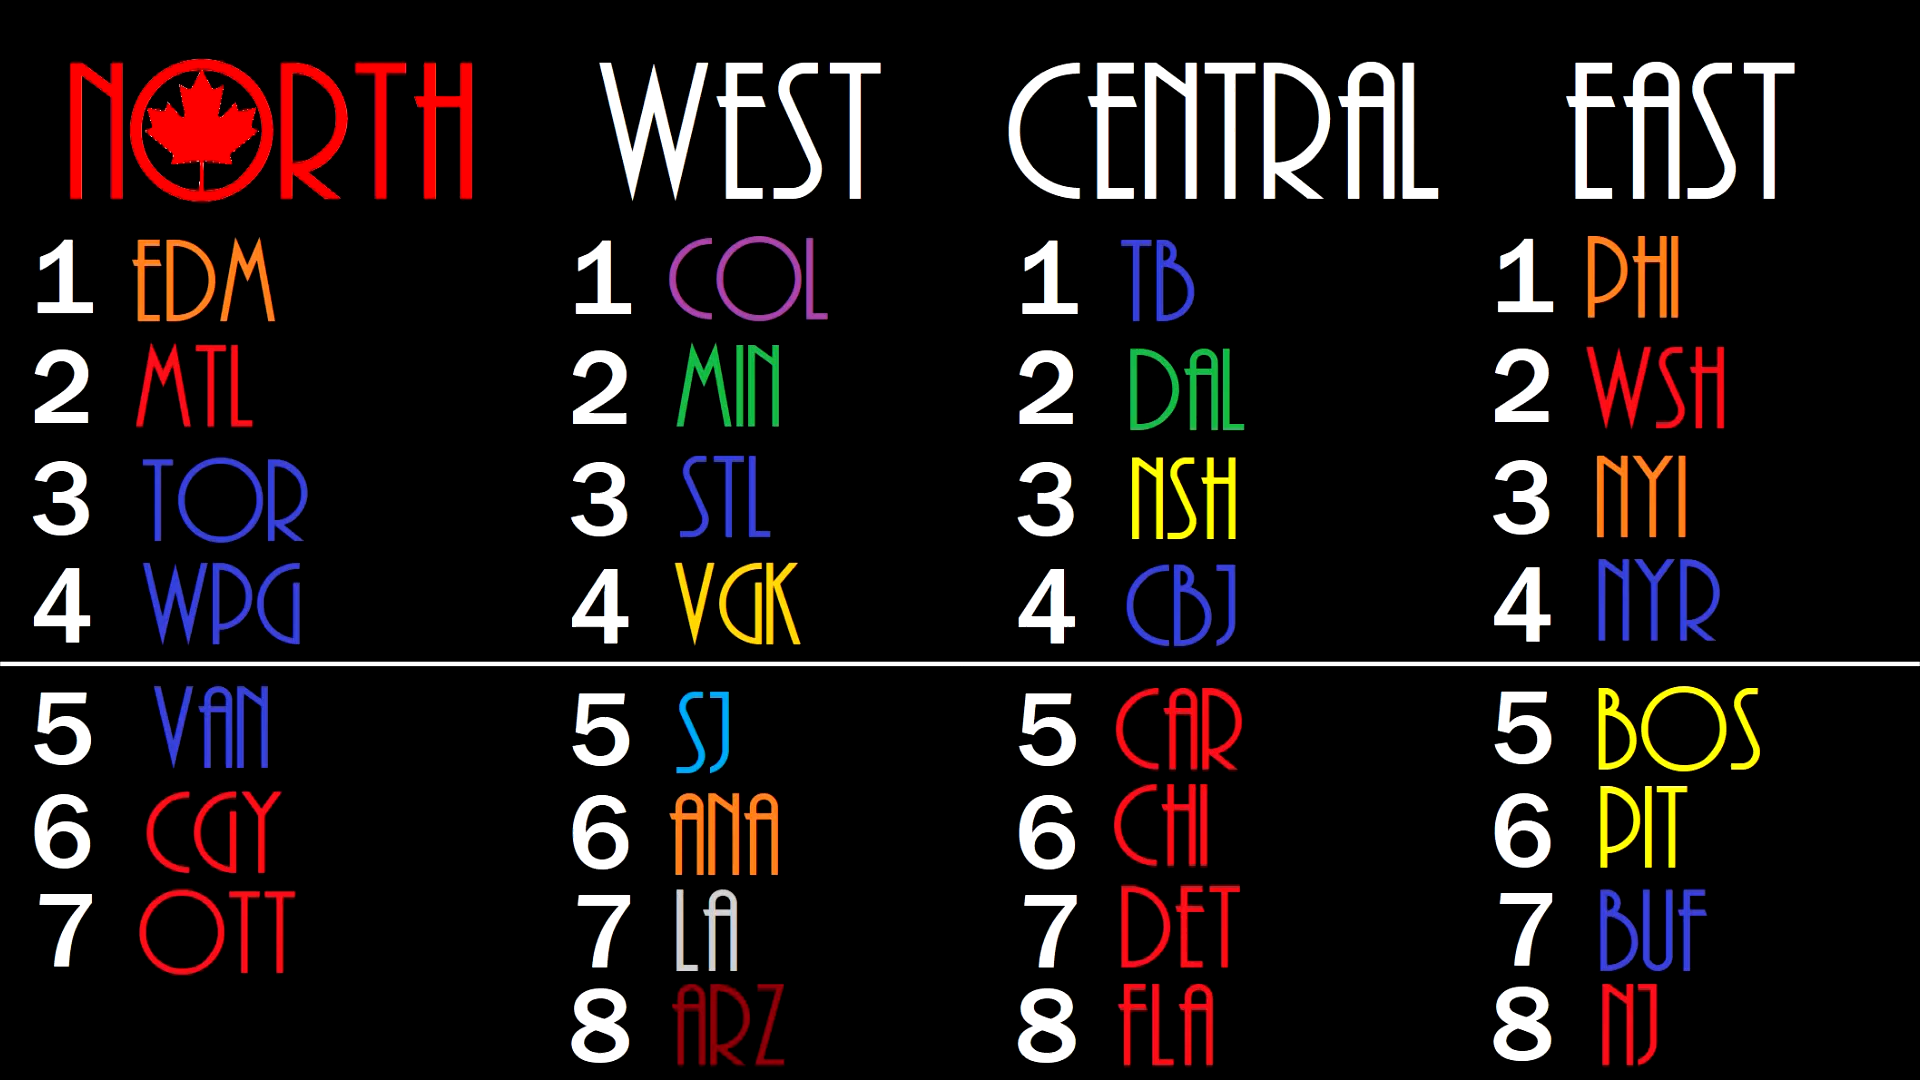 NORTH WEST CENTRAL EAST
1 EDM 1 COL 1 TB 1 PHI
2 MTL 2 MIN 2 DAL 2 WSH
3 TOR 3 STL 3 NSH 3 NYI
4 WPG 4 VGK 4 CBJ 4 NYR
5 VAN 5 SJ 5 CAR 5 BOS
6 CGY 6 ANA 6 CHI 6 PIT
7 OTT 7 LA 7 DET 7 BUF
8 ARZ 8 FLA 8 NJ